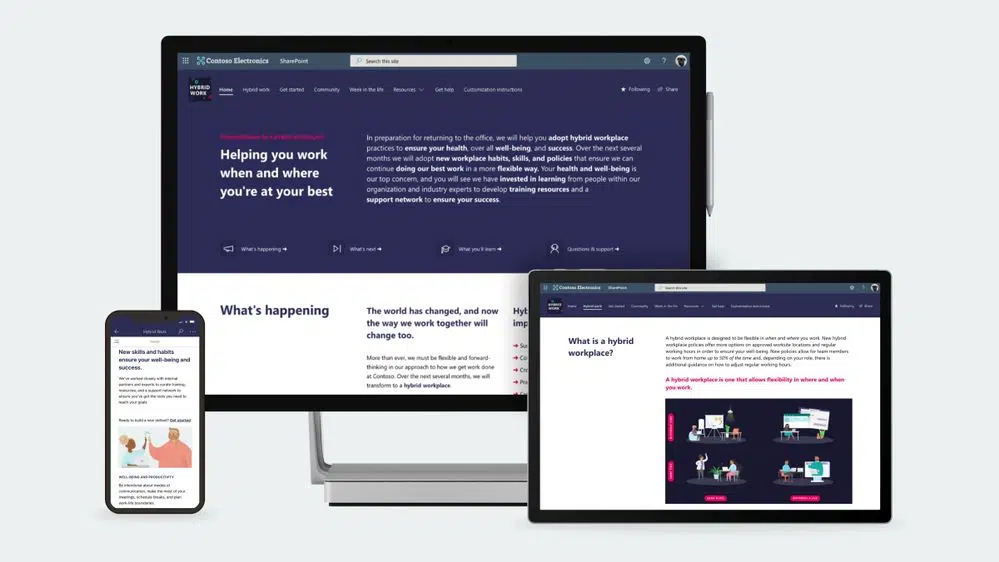 Contoso Electronics
SharePoint
Search this site
?
HYBRID
WORK
Home
Hybrid work
Get started
Community
Week in the life
Resources
Get help
Customization instructions
Following
Share
Helping you work
when and where
you're at your best
In preparation for returning to the office, we will help you adopt hybrid workplace
practices to ensure your health, over all well-being, and success. Over the next several
months we will adopt new workplace habits, skills, and policies that ensure we can
continue doing our best work in a more flexible way. Your health and well-being is
our top concern, and you will see we have invested in learning from people within our
organization and industry experts to develop training resources and a
support network to ensure your success.
What's happening →
What's next →
What you'll learn →
Questions & support →
What's happening
The world has changed, and now
the way we work together will
change too.
More than ever, we must be flexible and forward-
thinking in our approach to how we get work done
at Contoso. Over the next several months, we will
transform to a hybrid workplace.
Hyb
imp
→ Su
→ Co
→ Cre
→ Pra
Hybrid Work
New skills and habits
ensure your well-being and
success.
We've worked closely with internal
partners and experts to curate training,
resources, and a support network to
ensure you've got the tools you need to
reach your goals
Ready to build a new skillset? Get started
WELL-BEING AND PRODUCTIVITY
Be intentional about modes of
communication, make the most of your
meetings, schedule breaks, and plan
work-life boundaries.
Contoso Electronics
SharePoint
Search this site
?
HYBRID
WORK
Home
Hybrid work
Get started
Community
Week in the life
Resources
Get help
Customization instructions
Following
Share
What is a hybrid
workplace?
A hybrid workplace is designed to be flexible in when and where you work. New hybrid
workplace policies offer more options on approved worksite locations and regular
working hours in order to ensure your well-being. New policies allow for team members
to work from home up to 50% of the time and, depending on your role, there is
additional guidance on how to adjust regular working hours.
A hybrid workplace is one that allows flexibility in where and when
you work.
SAME TIME
SAME PLACE
DIFFERENT PLACE